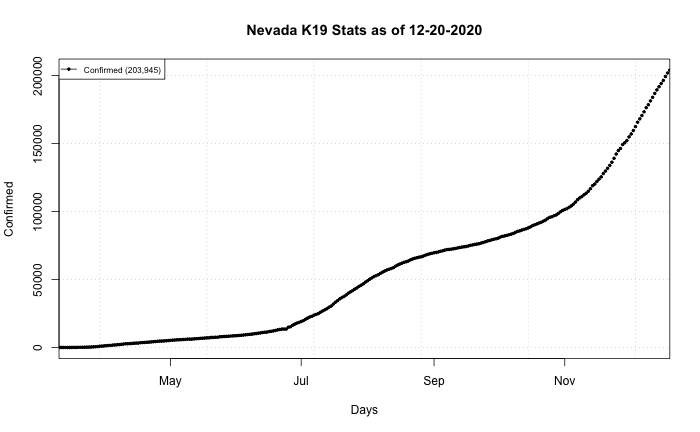 Nevada K19 Stats as of 12-20-2020
Confirmed (203,945)
200000
150000
100000
50000
0
Confirmed
May
Jul
Sep
Nov
Days